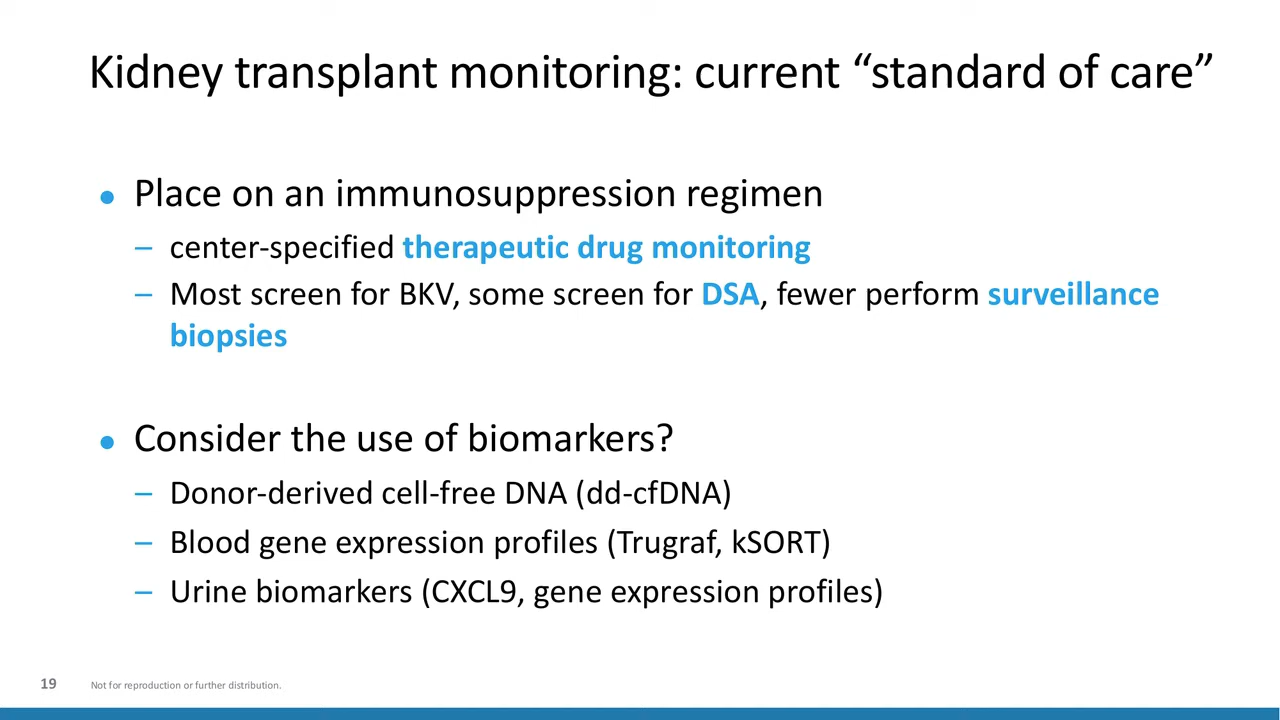 Kidney transplant monitoring: current “standard of care”
● Place on an immunosuppression regimen
– center-specified therapeutic drug monitoring
– Most screen for BKV, some screen for DSA, fewer perform surveillance
biopsies
● Consider the use of biomarkers?
– Donor-derived cell-free DNA (dd-cfDNA)
– Blood gene expression profiles (Trugraf, kSORT)
– Urine biomarkers (CXCL9, gene expression profiles)
19 Not for reproduction or further distribution.